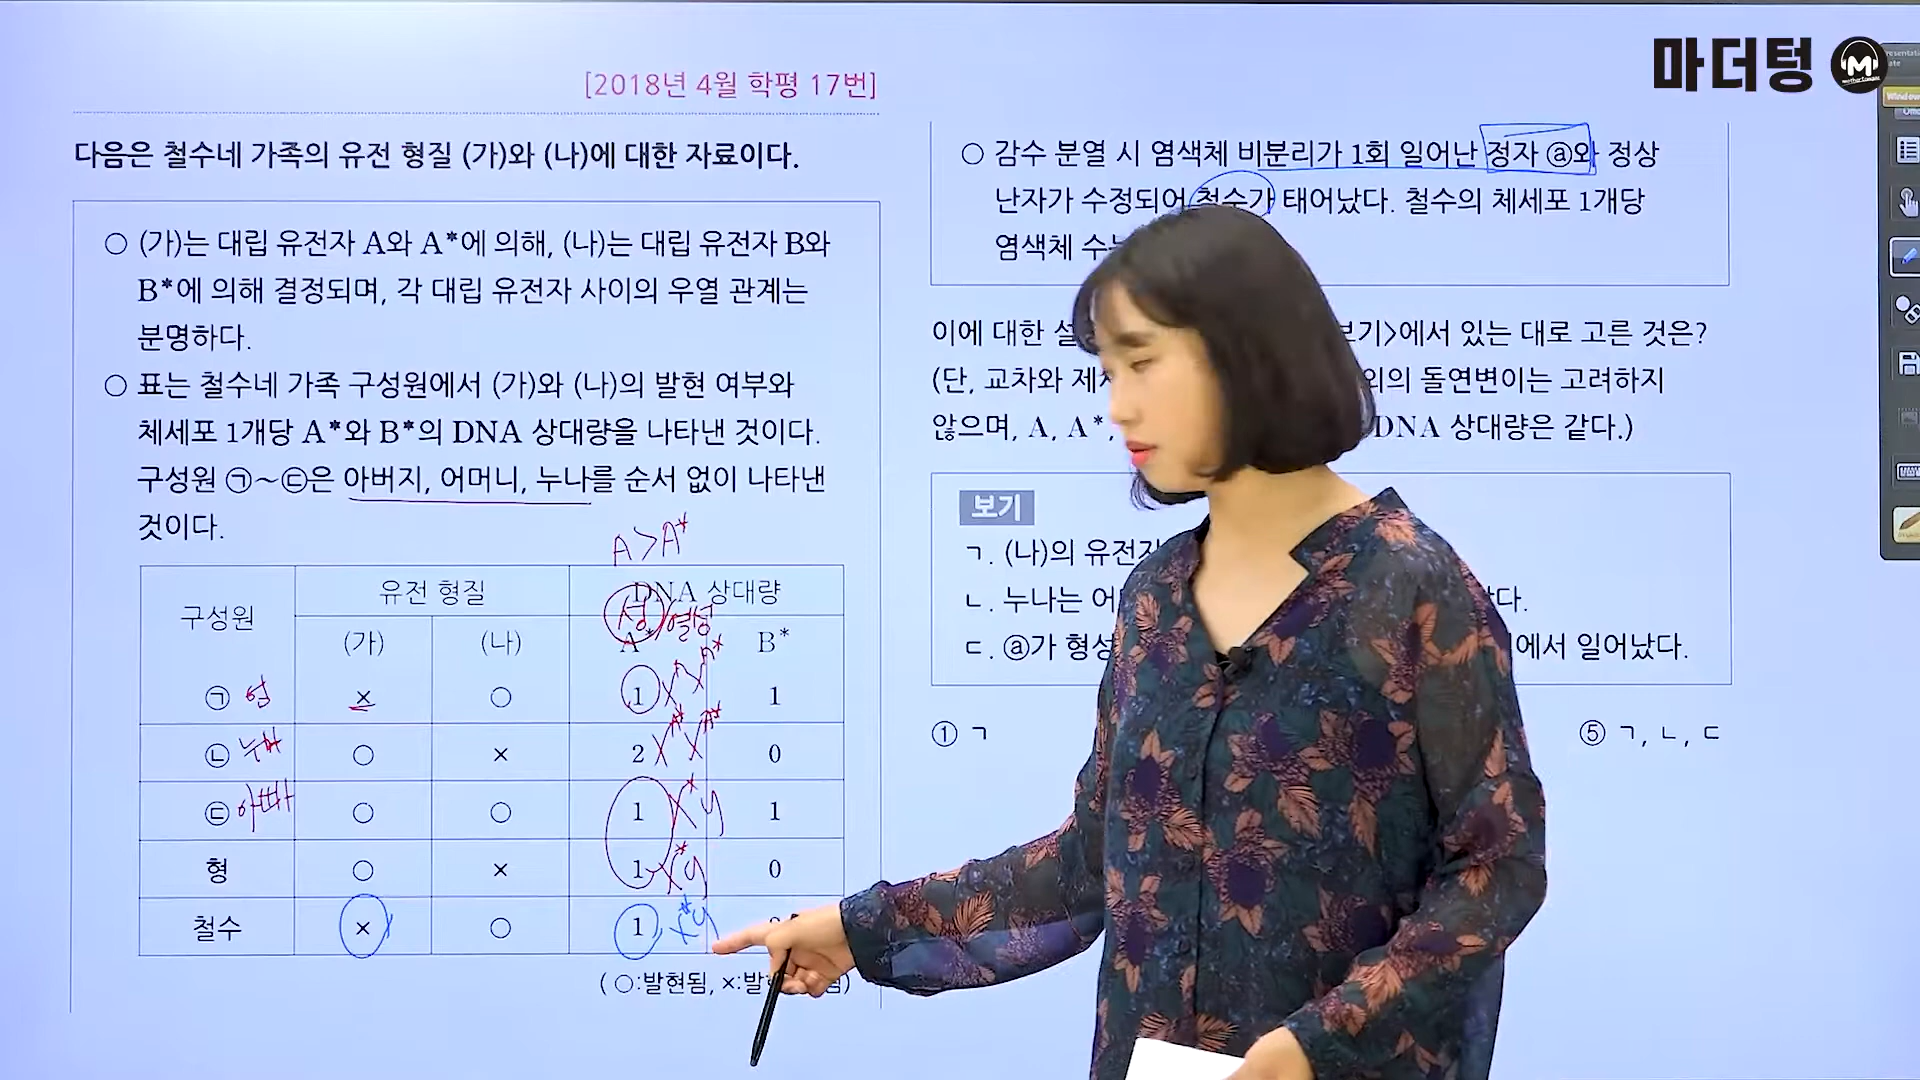 마더텅
[2018년 4월 학평 17번]
다음은 철수네 가족의 유전 형질 (가)와 (나)에 대한 자료이다.
○ (가)는 대립 유전자 A와 A*에 의해, (나)는 대립 유전자 B와
B*에 의해 결정되며, 각 대립 유전자 사이의 우열 관계는
분명하다.
○ 표는 철수네 가족 구성원에서 (가)와 (나)의 발현 여부와
체세포 1개당 A*와 B*의 DNA 상대량을 나타낸 것이다.
구성원 ㉠~㉢은 아버지, 어머니, 누나를 순서 없이 나타낸
것이다.
A>A*
구성원 유전 형질 DNA 상대량
성/열성
(가) (나) A* B*
㉠ 엄 × ○ 1 X X A* 1
㉡ 누나 ○ × 2 X A* X A* 0
㉢ 아빠 ○ ○ 1 X* y 1
형 ○ × 1 X* y 0
철수 × ○ 1 X* y
( ○:발현됨, ×:발
○ 감수 분열 시 염색체 비분리가 1회 일어난 정자 ⓐ와 정상
난자가 수정되어 철수가 태어났다. 철수의 체세포 1개당
염색체 수는
이에 대한 보기>에서 있는 대로 고른 것은?
(단, 교차와 외의 돌연변이는 고려하지
않으며, A, A*, DNA 상대량은 같다.)
보기
ㄱ. (나)의 유전자
ㄴ. 누나는 다.
ㄷ. ⓐ가 형성 에서 일어났다.
① ㄱ
⑤ ㄱ, ㄴ, ㄷ